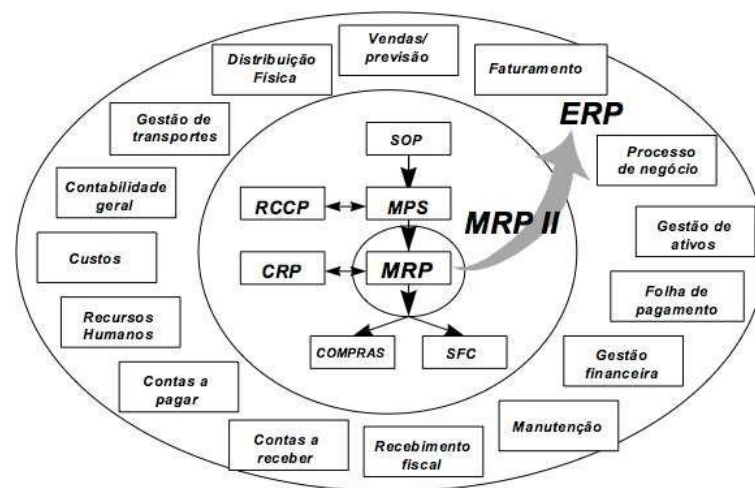 Vendas/
previsão
Distribuição
Física
Faturamento
ERP
Gestão de
transportes
SOP
Processo
de negócio
Contabilidade
geral
RCCP
MPS
MRP II
Gestão de
ativos
Custos
CRP
MRP
Folha de
pagamento
Recursos
Humanos
COMPRAS
SFC
Gestão
financeira
Contas a
pagar
Manutenção
Contas a
receber
Recebimento
fiscal